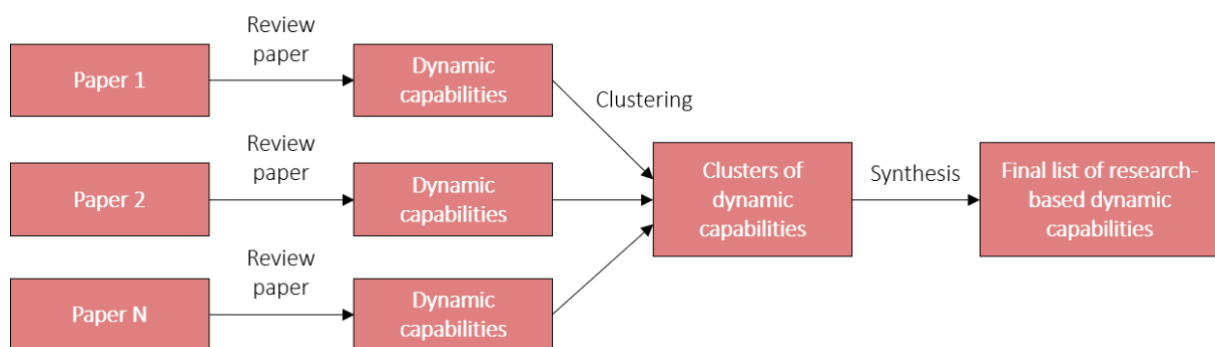 Paper 1
Review
paper
Dynamic
capabilities
Clustering
Paper 2
Review
paper
Dynamic
capabilities
Clusters of
dynamic
capabilities
Synthesis
Final list of research-
based dynamic
capabilities
Paper N
Review
paper
Dynamic
capabilities